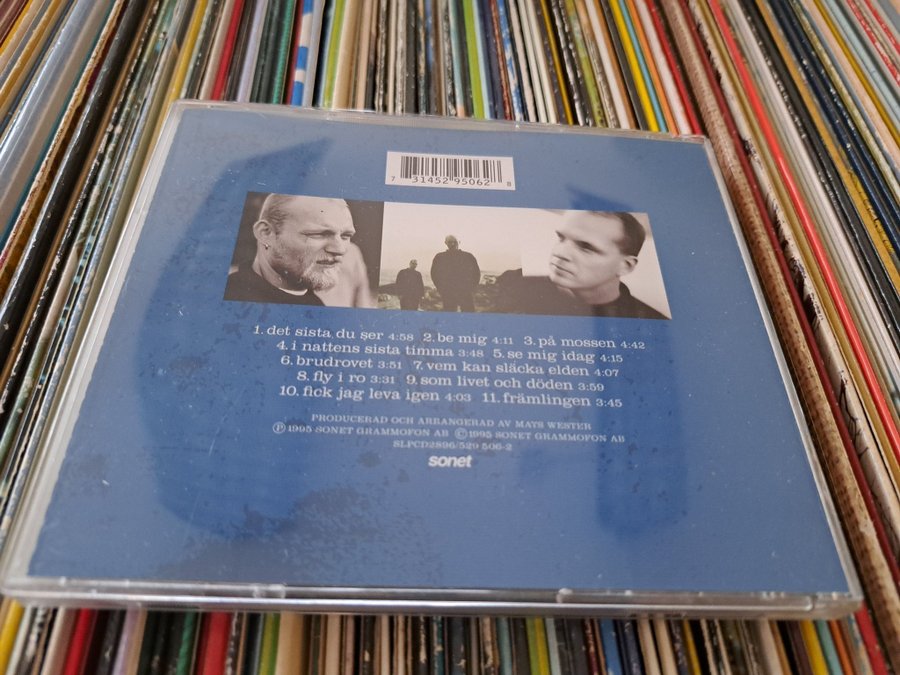 7 31452 95062 8
1. det sista du ser 4:58 2. be mig 4:11 3. på mossen 4:42
4. i nattens sista timma 3:48 5. se mig idag 4:15
6. brudrovet 3:51 7. vem kan släcka elden 4:07
8. fly i ro 3:31 9. som livet och döden 3:59
10. fick jag leva igen 4:03 11. främlingen 3:45
PRODUCERAD OCH ARRANGERAD AV MATS WESTER
Ⓟ1995 SONET GRAMMOFON AB ©1995 SONET GRAMMOFON AB
SLPCD2896/529 506-2
sonet